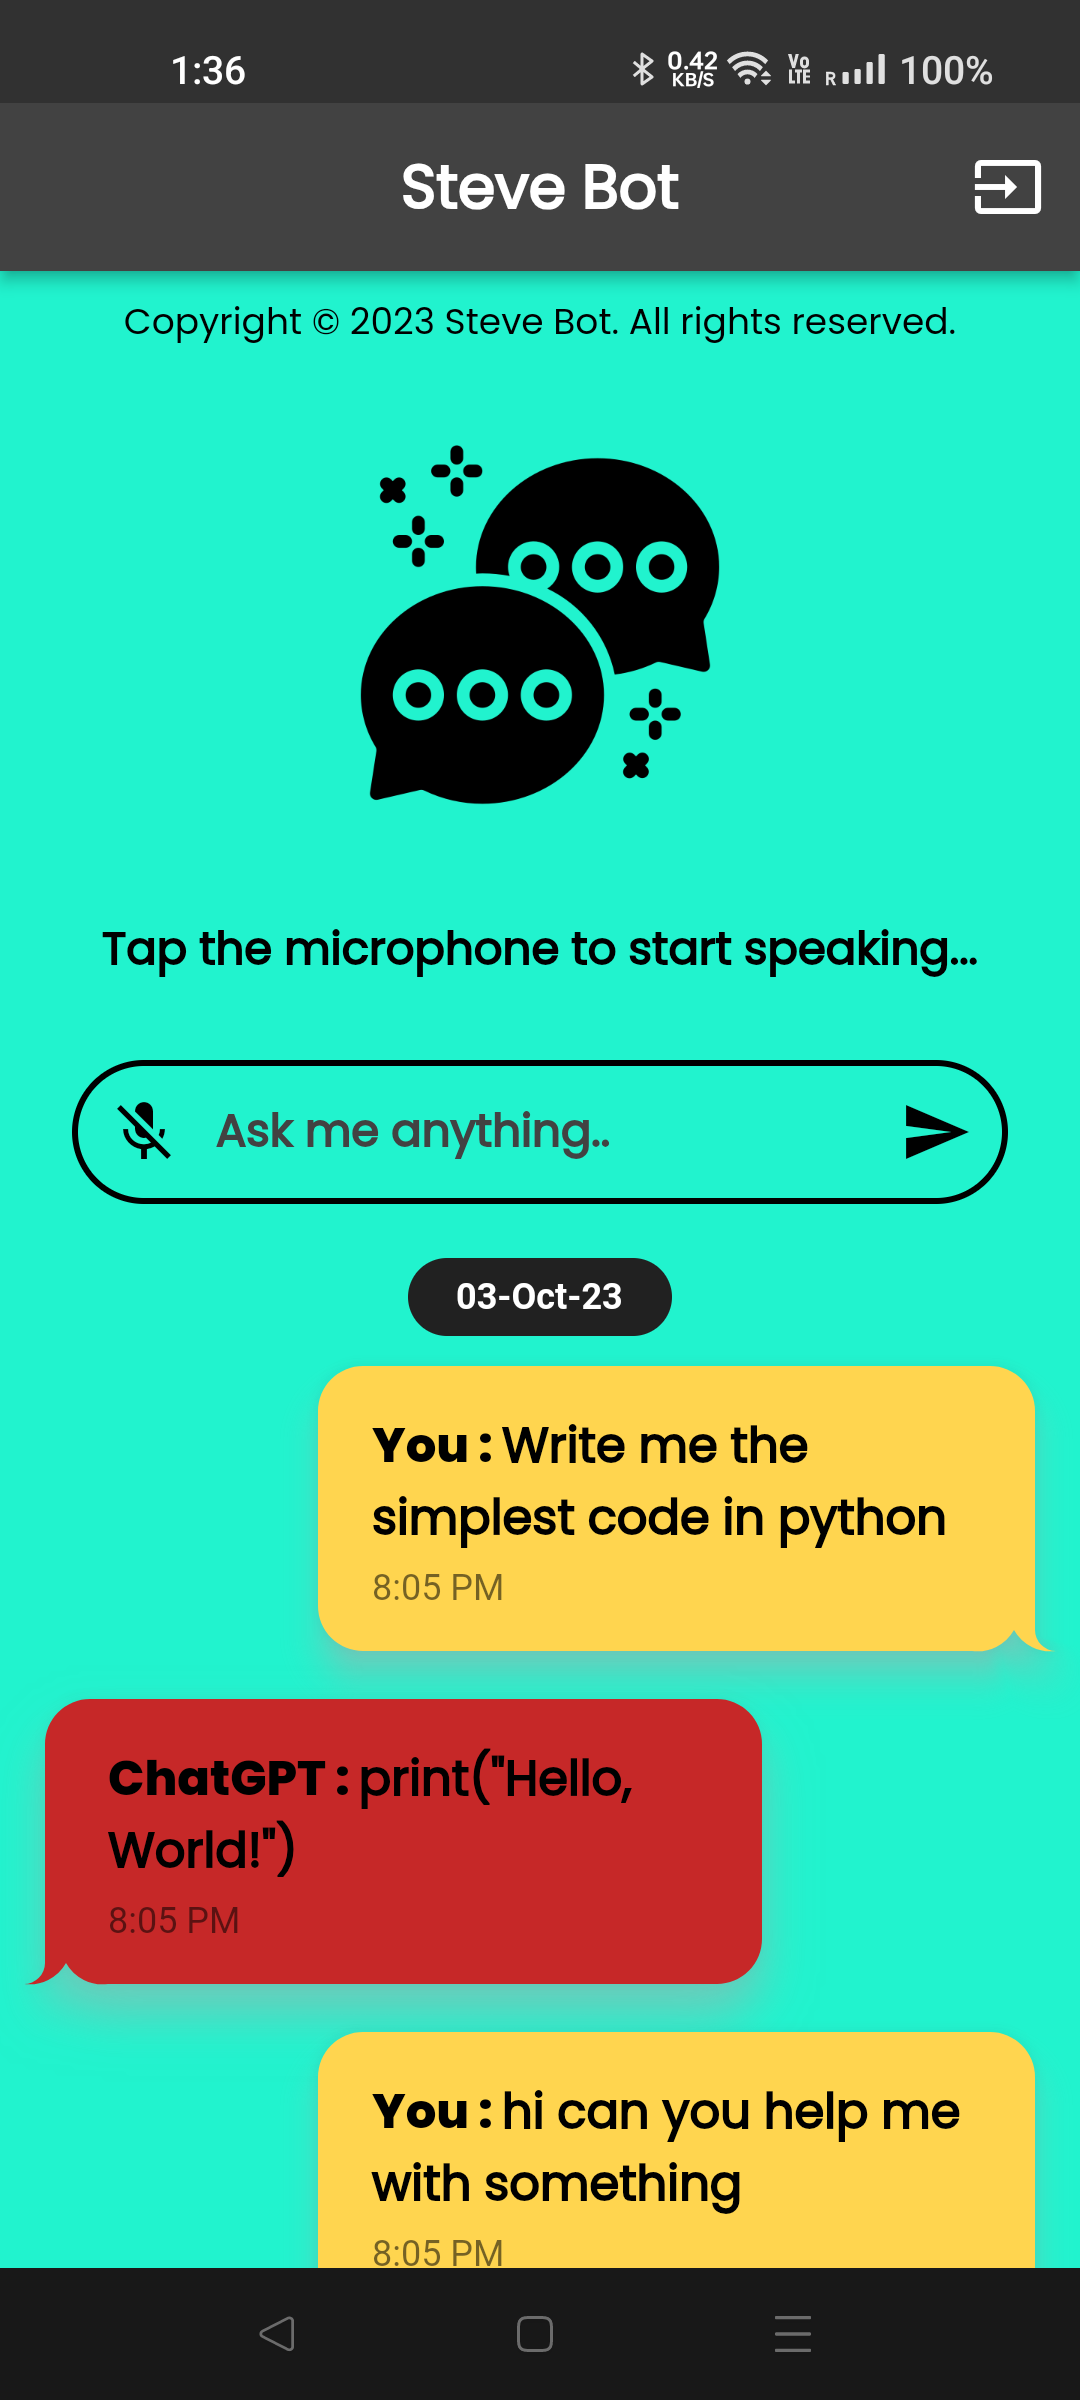 1:36
0.42
KB/S
Vo
LTE
R
100%
Steve Bot
Copyright © 2023 Steve Bot. All rights reserved.
Tap the microphone to start speaking...
Ask me anything..
03-Oct-23
You : Write me the
simplest code in python
8:05 PM
ChatGPT : print("Hello,
World!")
8:05 PM
You : hi can you help me
with something
8:05 PM